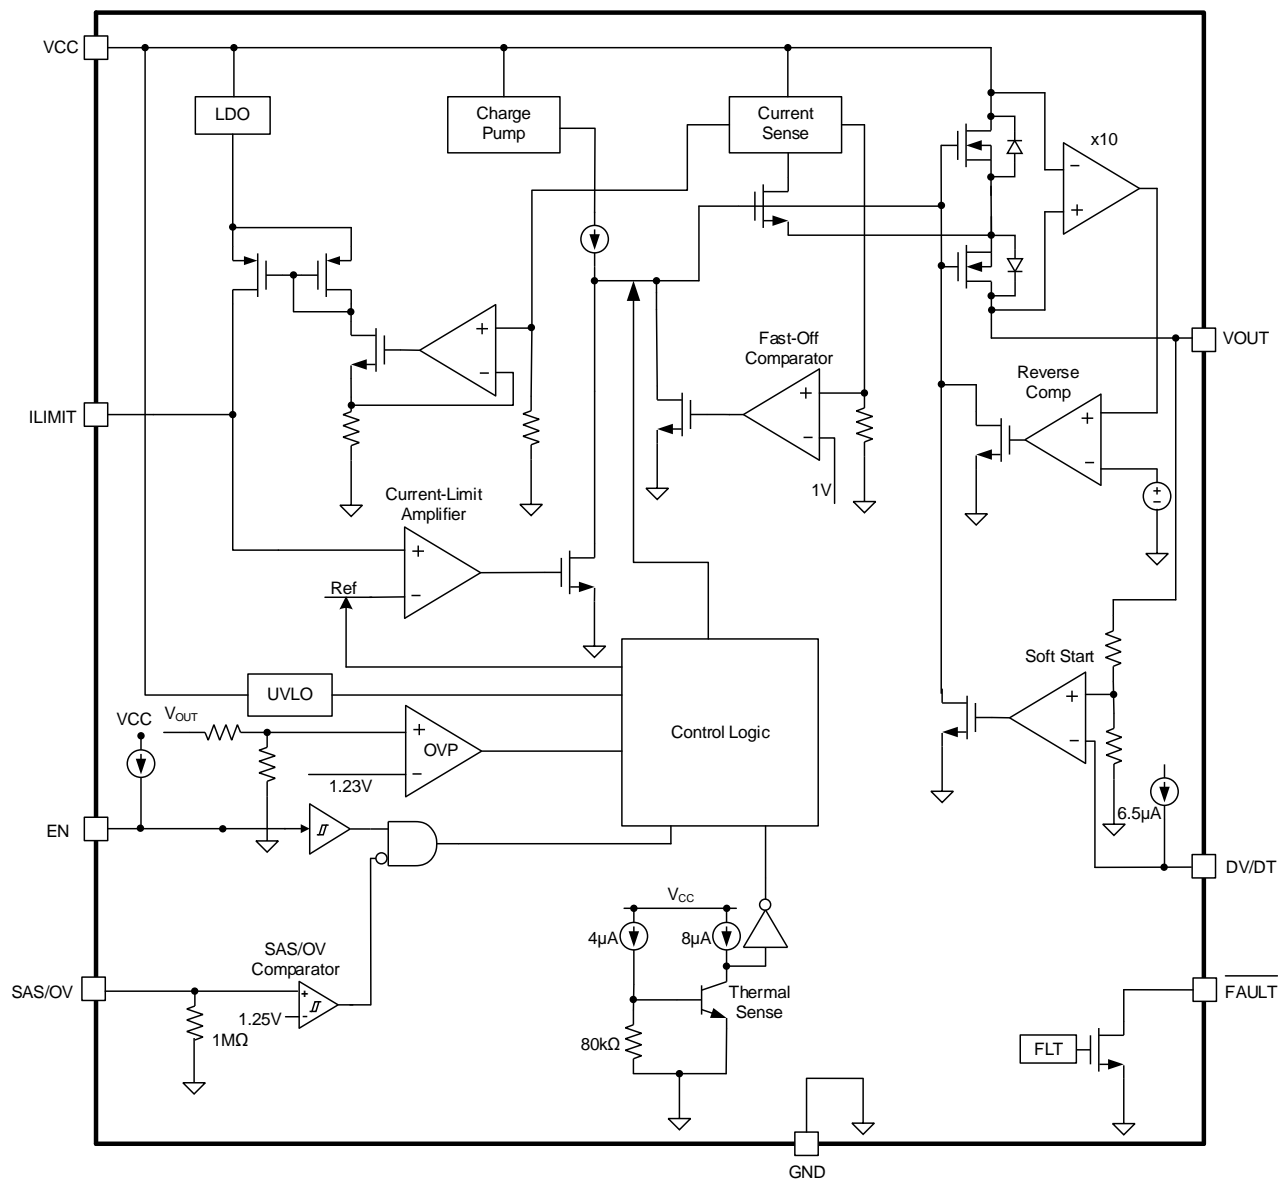 VCC
LDO
Charge
Pump
Current
Sense
x10
−
+
VOUT
Fast-Off
Comparator
Reverse
Comp
+
−
+
−
1V
+
−
+
−
ILIMIT
Current-Limit
Amplifier
+
−
Ref
Soft Start
+
−
UVLO
Control Logic
VCC
VOUT
+
OVP
−
1.23V
6.5µA
EN
DV/DT
VCC
4µA
8µA
SAS/OV
Comparator
SAS/OV
+
−
1.25V
1MΩ
Thermal
Sense
80kΩ
FAULT
FLT
GND